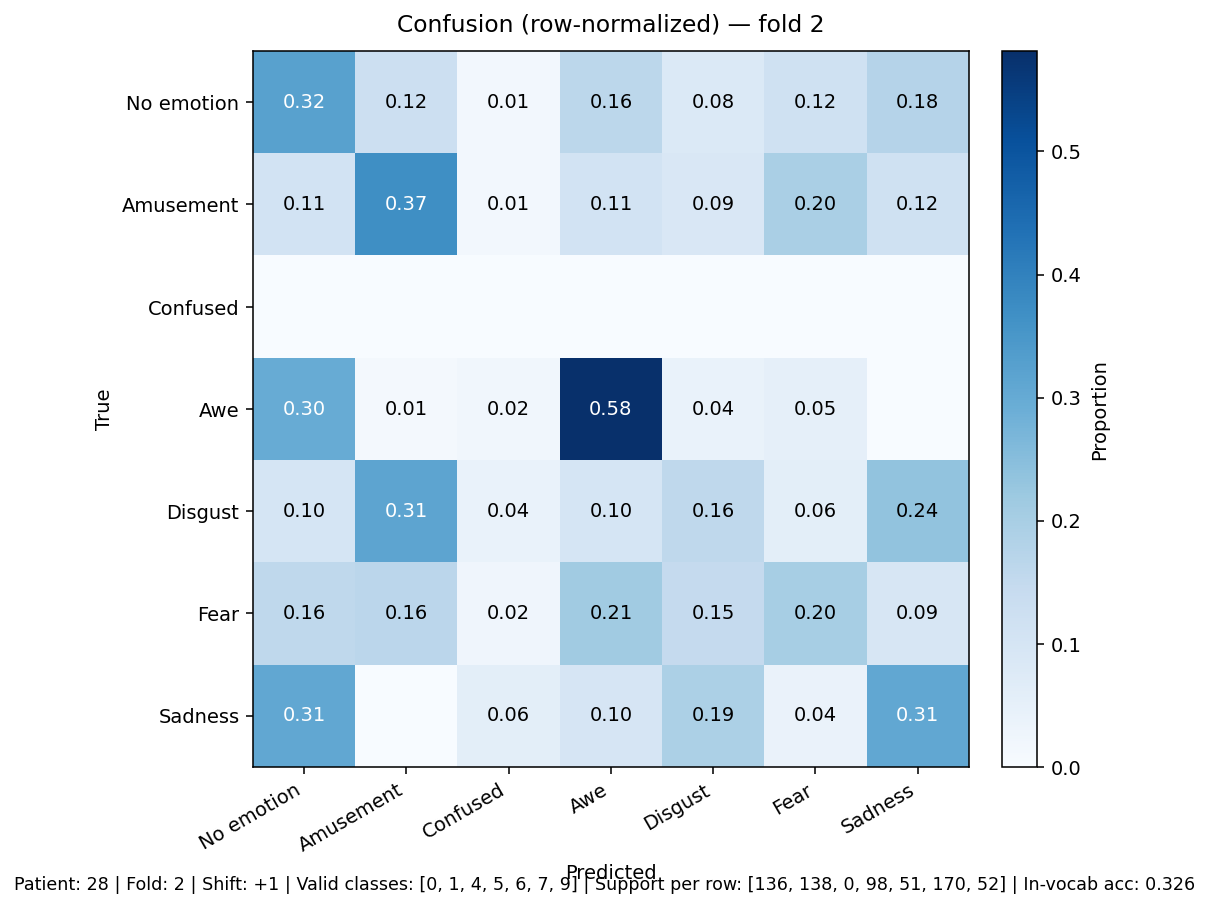 Confusion (row-normalized) — fold 2
No emotion 0.32 0.12 0.01 0.16 0.08 0.12 0.18
Amusement 0.11 0.37 0.01 0.11 0.09 0.20 0.12
Confused
Awe 0.30 0.01 0.02 0.58 0.04 0.05
Disgust 0.10 0.31 0.04 0.10 0.16 0.06 0.24
Fear 0.16 0.16 0.02 0.21 0.15 0.20 0.09
Sadness 0.31 0.06 0.10 0.19 0.04 0.31
True
No emotion Amusement Confused Awe Disgust Fear Sadness
Predicted
0.5
0.4
0.3
0.2
0.1
0.0
Proportion
Patient: 28 | Fold: 2 | Shift: +1 | Valid classes: [0, 1, 4, 5, 6, 7, 9] | Support per row: [136, 138, 0, 98, 51, 170, 52] | In-vocab acc: 0.326